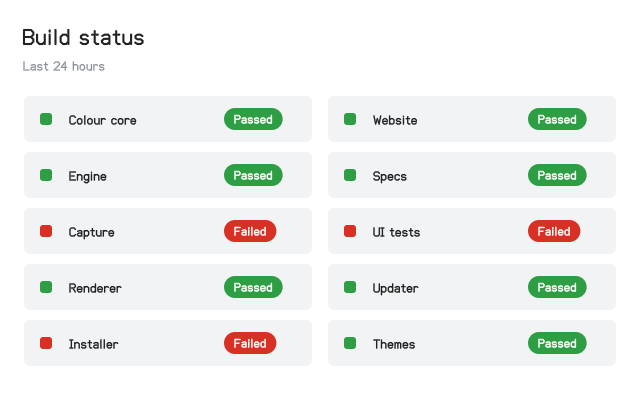 Build status
Last 24 hours
Colour core Passed
Website Passed
Engine Passed
Specs Passed
Capture Failed
UI tests Failed
Renderer Passed
Updater Passed
Installer Failed
Themes Passed